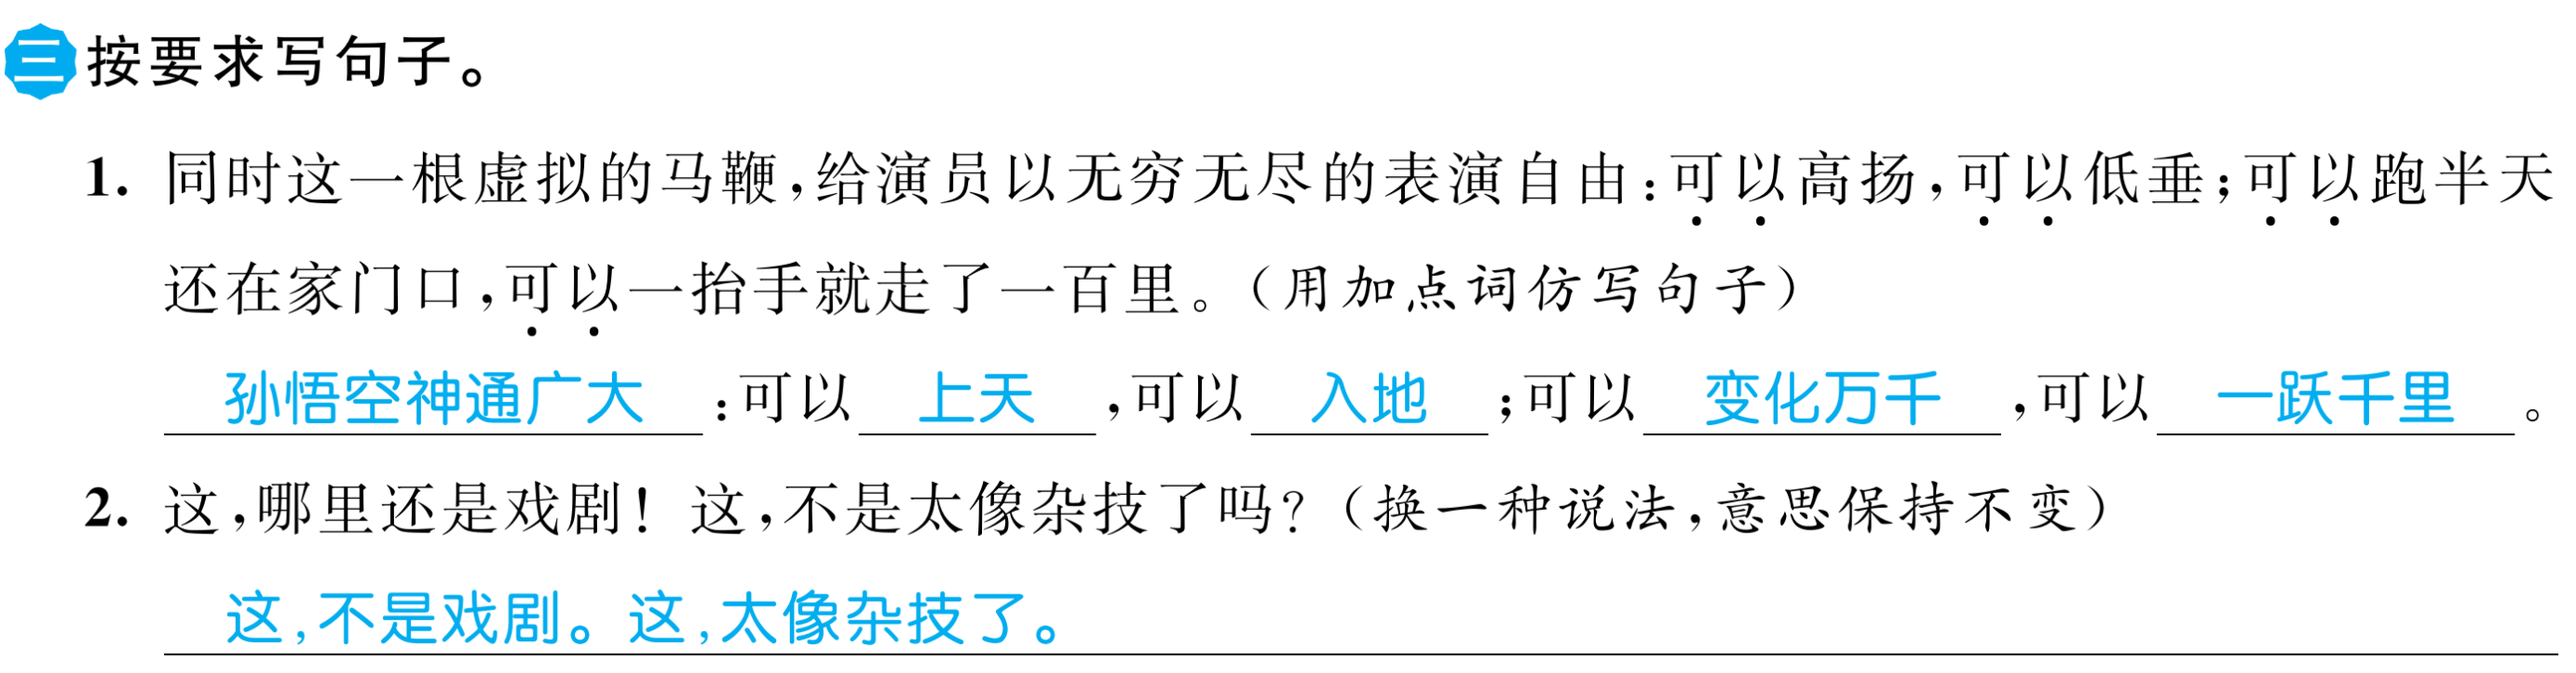 三 按要求写句子。
1. 同时这一根虚拟的马鞭,给演员以无穷无尽的表演自由:可以高扬,可以低垂;可以跑半天
还在家门口,可以一抬手就走了一百里。(用加点词仿写句子)
孙悟空神通广大:可以上天,可以入地;可以变化万千,可以一跃千里。
2. 这,哪里还是戏剧! 这,不是太像杂技了吗?(换一种说法,意思保持不变)
这,不是戏剧。这,太像杂技了。